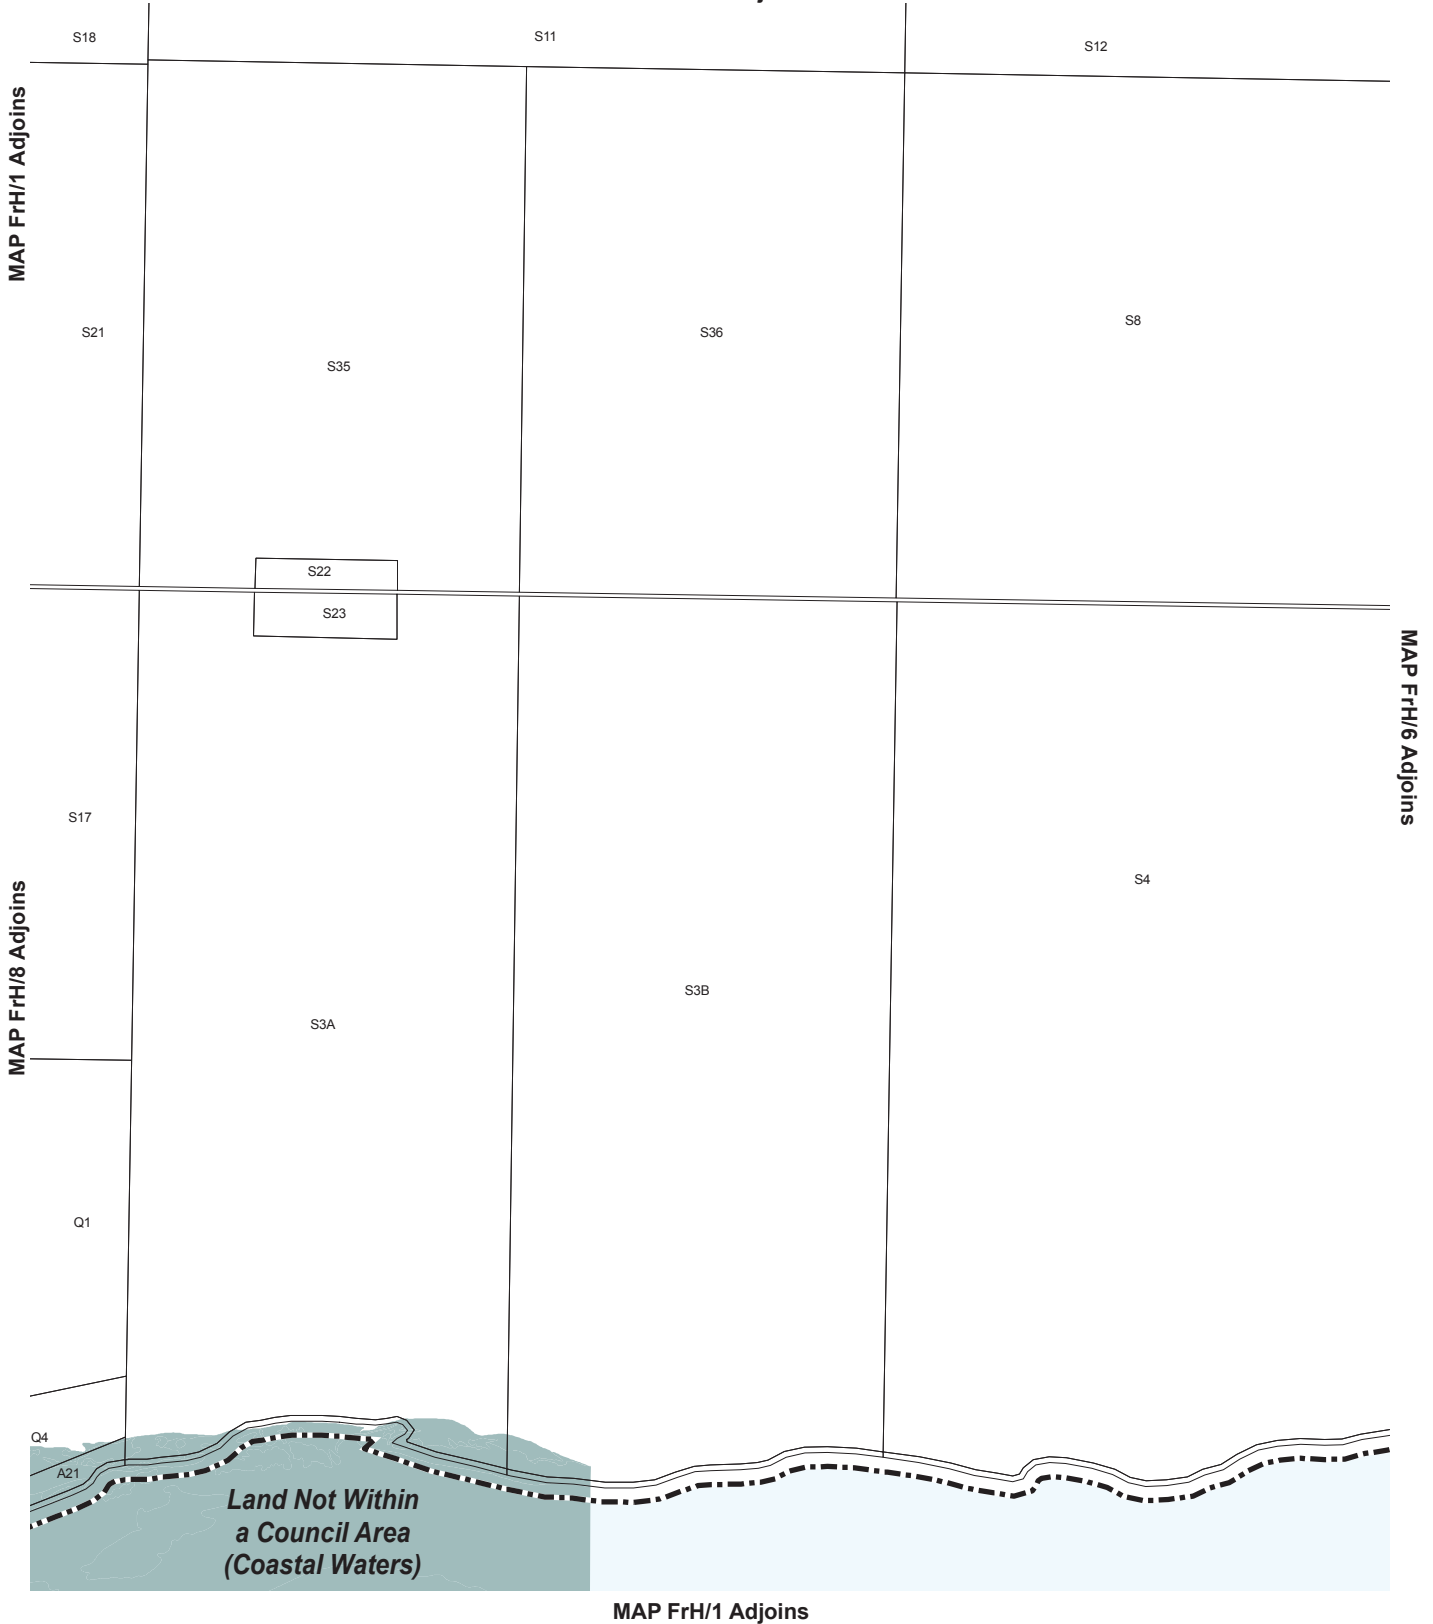 S18
S11
S12
MAP FrH/1 Adjoins
S21
S35
S36
S8
S22
S23
MAP FrH/6 Adjoins
S17
MAP FrH/8 Adjoins
S4
S3B
S3A
Q1
Q4
A21
Land Not Within
a Council Area
(Coastal Waters)
MAP FrH/1 Adjoins